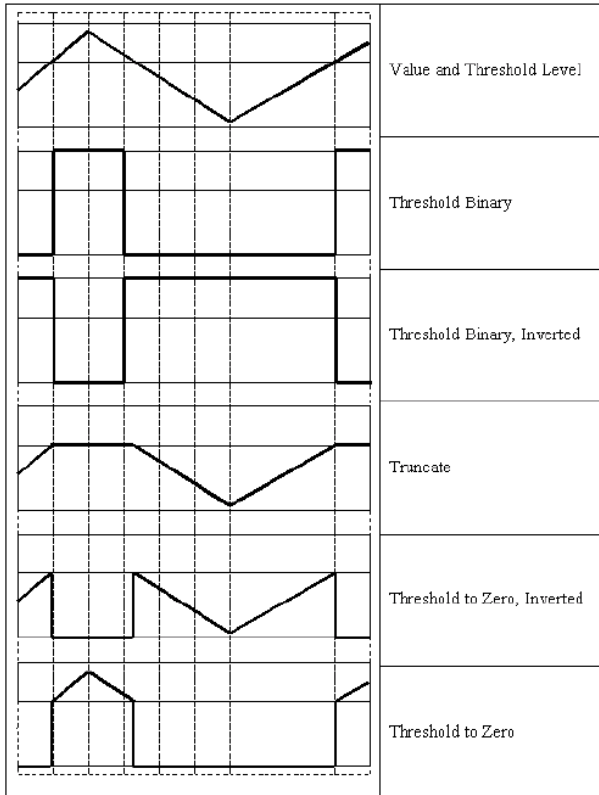 Value and Threshold Level
Threshold Binary
Threshold Binary, Inverted
Truncate
Threshold to Zero, Inverted
Threshold to Zero